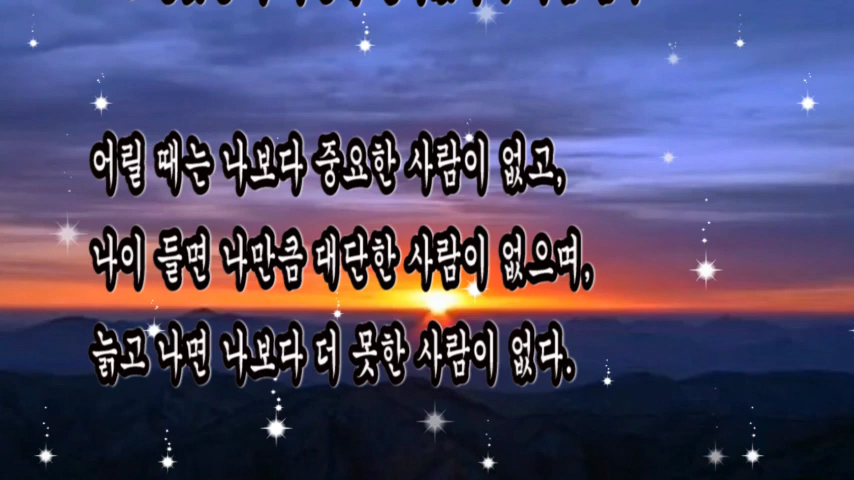 어릴 때는 나보다 중요한 사람이 없고,
나이 들면 나만큼 대단한 사람이 없으며,
늙고 나면 나보다 더 못한 사람이 없다.